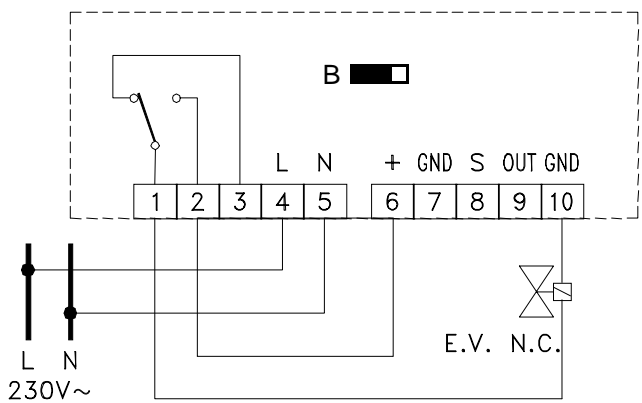 B
L N + GND S OUT GND
1 2 3 4 5 6 7 8 9 10
E.V. N.C.
L N
230V~